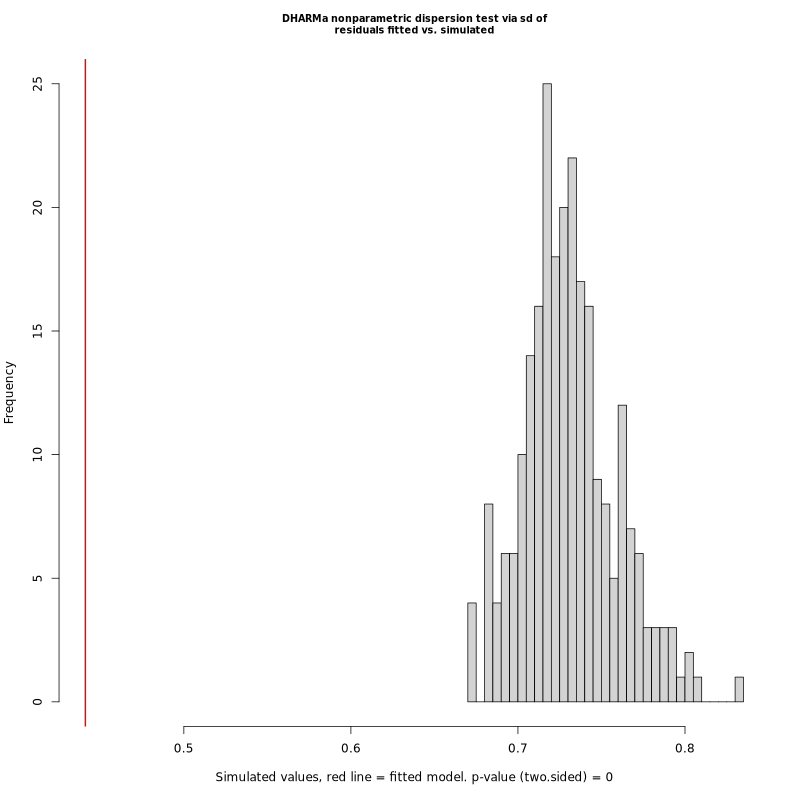 DHARMa nonparametric dispersion test via sd of
residuals fitted vs. simulated
25
20
15
10
5
0
Frequency
0.5 0.6 0.7 0.8
Simulated values, red line = fitted model. p-value (two.sided) = 0